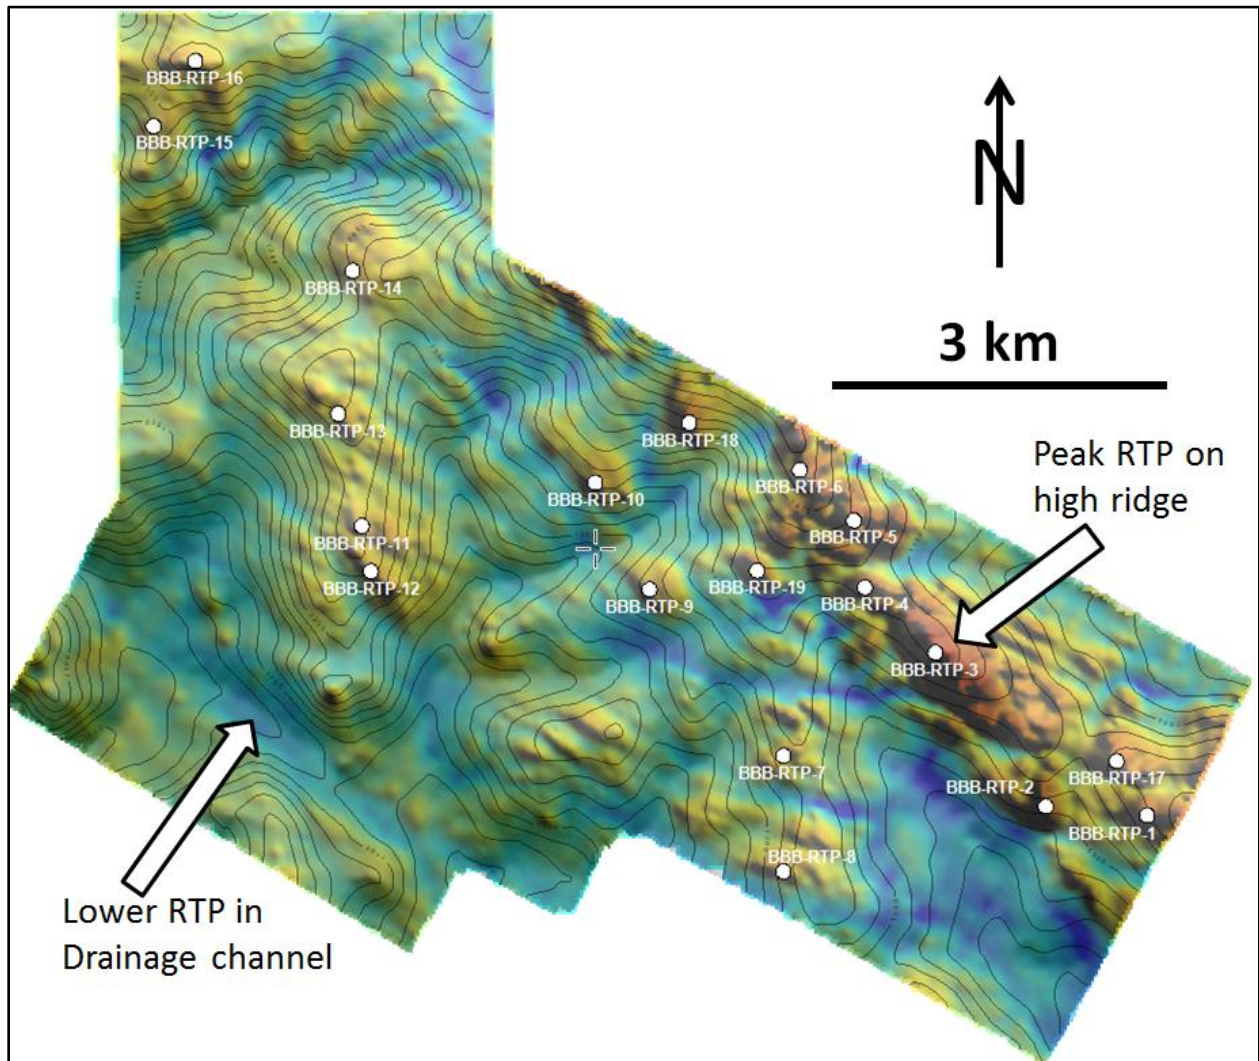 BBB-RTP-16
BBB-RTP-15
N
BBB-RTP-14
3 km
BBB-RTP-13
BBB-RTP-18
Peak RTP on
high ridge
BBB-RTP-6
BBB-RTP-10
BBB-RTP-5
BBB-RTP-11
BBB-RTP-12
BBB-RTP-19
BBB-RTP-9
BBB-RTP-4
BBB-RTP-3
BBB-RTP-7
BBB-RTP-17
BBB-RTP-2
BBB-RTP-1
BBB-RTP-8
Lower RTP in
Drainage channel